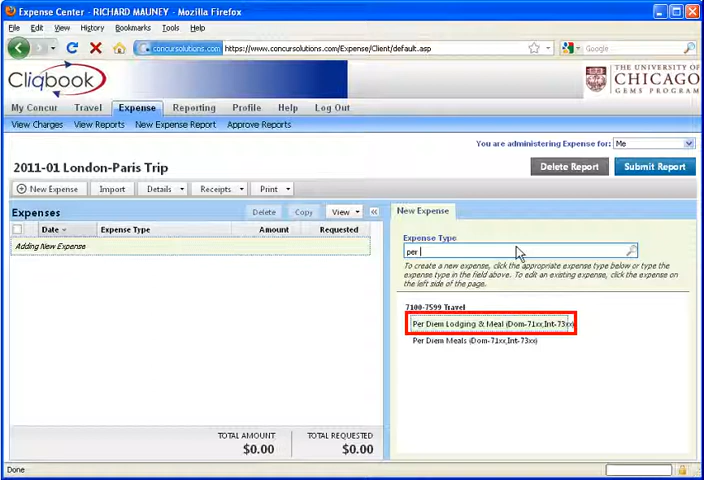 Expense Center - RICHARD MAUNEY - Mozilla Firefox
File Edit View History Bookmarks Tools Help
concursolutions.com https://www.concursolutions.com/Expense/Client/default.asp
Google
Cliqbook
THE UNIVERSITY OF
CHICAGO
GEMS PROGRAM
My Concur Travel Expense Reporting Profile Help Log Out
View Charges View Reports New Expense Report Approve Reports
You are administering Expense for: Me
2011-01 London-Paris Trip
Delete Report Submit Report
New Expense Import Details Receipts Print
Expenses
Delete Copy View «
New Expense
Date Expense Type Amount Requested
Adding New Expense
Expense Type
per
To create a new expense, click the appropriate expense type below or type the
expense type in the field above. To edit an existing expense, click the expense on
the left side of the page.
7100-7599 Travel
Per Diem Lodging & Meal (Dom-71xx,Int-73xx)
Per Diem Meals (Dom-71xx,Int-73xx)
TOTAL AMOUNT TOTAL REQUESTED
$0.00 $0.00
Done